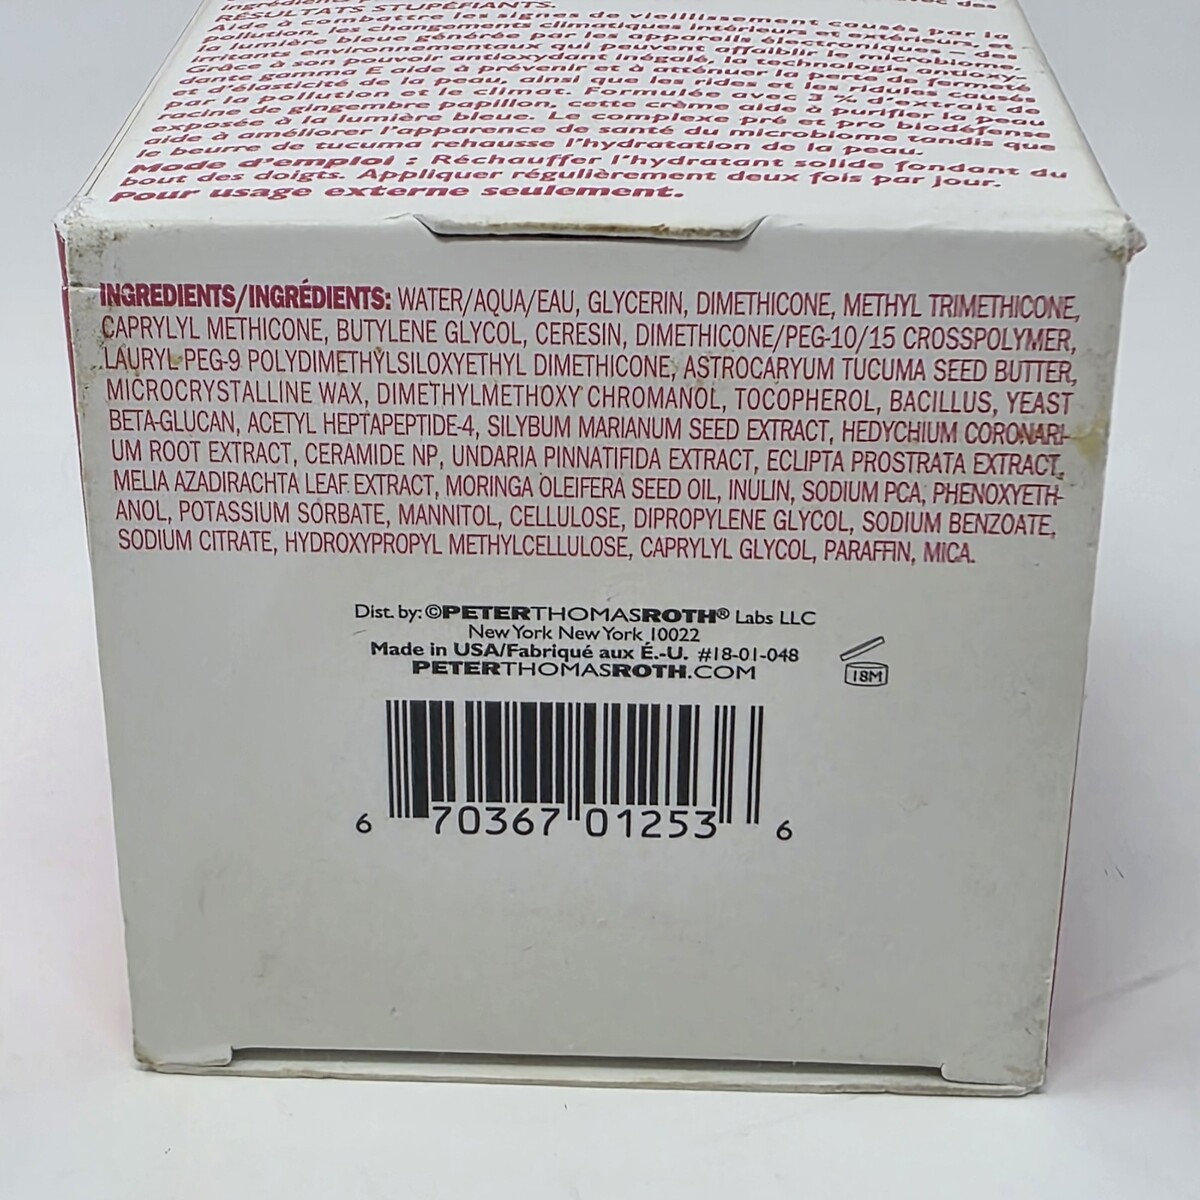 RÉSULTATS STUPÉFIANTS.
Aide à combattre les signes de vieillissement causés par la
pollution, les changements climatiques intérieurs et extérieurs, et
la lumière bleue générée par les appareils électroniques – des
irritants environnementaux qui peuvent affaiblir le microbiome.
Grâce à son pouvoir antioxydant inégalé, la technologie antioxy-
dante gamma E aide à prévenir et à atténuer la perte de fermeté
et d'élasticité de la peau, ainsi que les rides et les ridules causés
par la pollution et le climat. Formulée avec 3 % d'extrait de
racine de gingembre papillon, cette crème aide à purifier la peau
exposée à la lumière bleue. Le complexe pré et pro biodéfense
aide à améliorer l'apparence de santé du microbiome tandis que
le beurre de tucuma rehausse l'hydratation de la peau.
Mode d'emploi : Réchauffer l'hydratant solide fondant du
bout des doigts. Appliquer régulièrement deux fois par jour.
Pour usage externe seulement.
INGREDIENTS/INGRÉDIENTS: WATER/AQUA/EAU, GLYCERIN, DIMETHICONE, METHYL TRIMETHICONE,
CAPRYLYL METHICONE, BUTYLENE GLYCOL, CERESIN, DIMETHICONE/PEG-10/15 CROSSPOLYMER,
LAURYL PEG-9 POLYDIMETHYLSILOXYETHYL DIMETHICONE, ASTROCARYUM TUCUMA SEED BUTTER,
MICROCRYSTALLINE WAX, DIMETHYLMETHOXY CHROMANOL, TOCOPHEROL, BACILLUS, YEAST
BETA-GLUCAN, ACETYL HEPTAPEPTIDE-4, SILYBUM MARIANUM SEED EXTRACT, HEDYCHIUM CORONARI-
UM ROOT EXTRACT, CERAMIDE NP, UNDARIA PINNATIFIDA EXTRACT, ECLIPTA PROSTRATA EXTRACT,
MELIA AZADIRACHTA LEAF EXTRACT, MORINGA OLEIFERA SEED OIL, INULIN, SODIUM PCA, PHENOXYETH-
ANOL, POTASSIUM SORBATE, MANNITOL, CELLULOSE, DIPROPYLENE GLYCOL, SODIUM BENZOATE,
SODIUM CITRATE, HYDROXYPROPYL METHYLCELLULOSE, CAPRYLYL GLYCOL, PARAFFIN, MICA.
Dist. by: ©PETERTHOMASROTH® Labs LLC
New York New York 10022
Made in USA/Fabriqué aux É.-U. #18-01-048
PETERTHOMASROTH.COM
18M
6 70367 01253 6